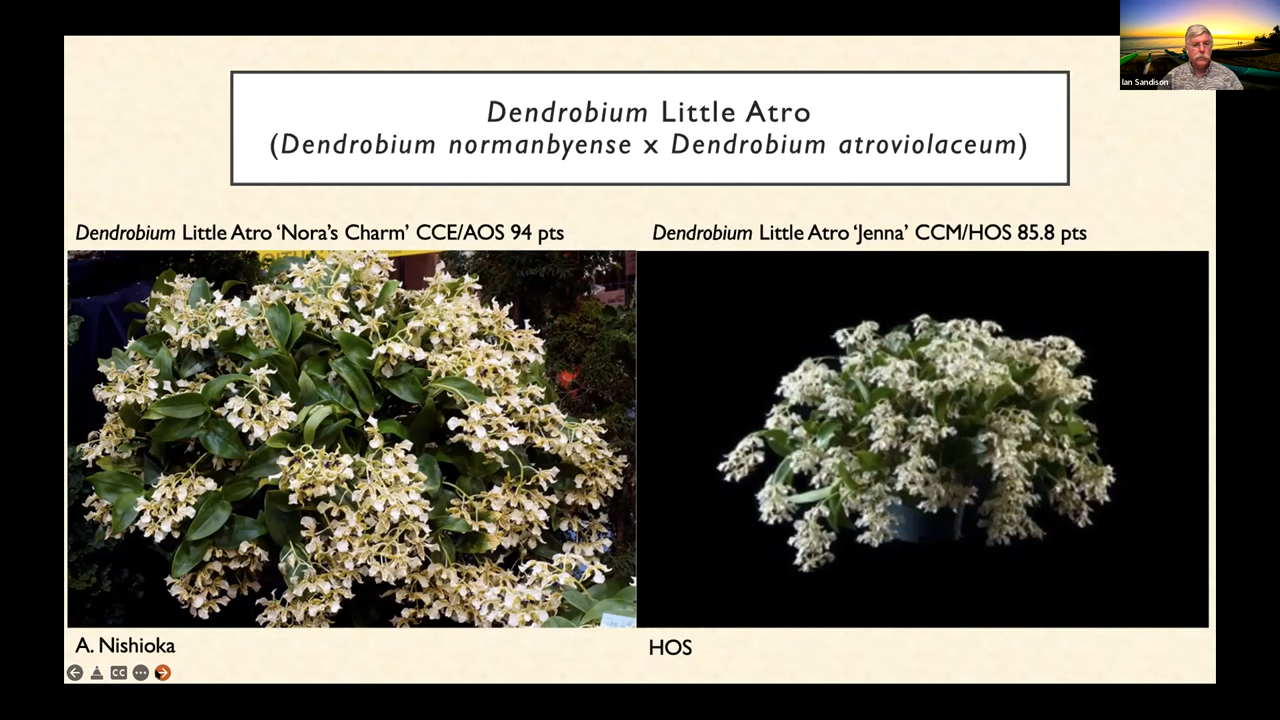 Ian Sandison
Dendrobium Little Atro
(Dendrobium normanbyense x Dendrobium atroviolaceum)
Dendrobium Little Atro ‘Nora’s Charm’ CCE/AOS 94 pts
Dendrobium Little Atro ‘Jenna’ CCM/HOS 85.8 pts
A. Nishioka
HOS
CC